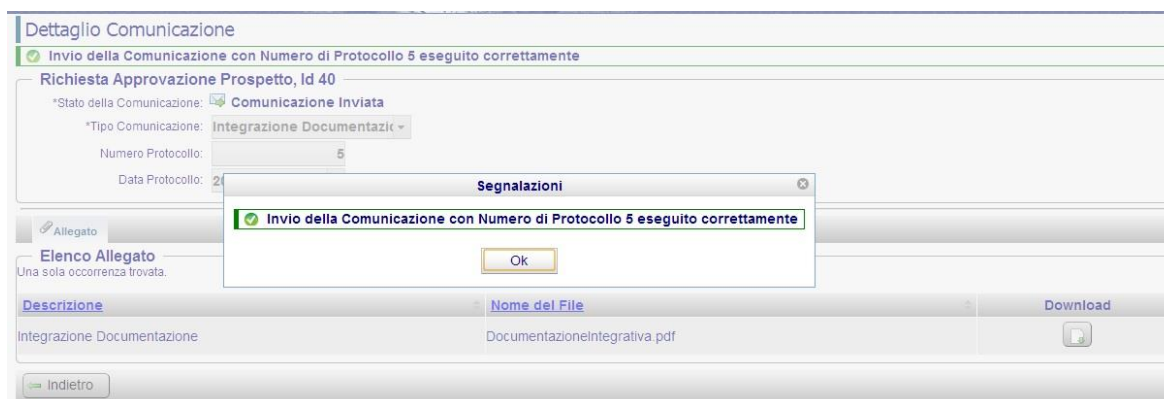 Dettaglio Comunicazione
Invio della Comunicazione con Numero di Protocollo 5 eseguito correttamente
Richiesta Approvazione Prospetto, Id 40
*Stato della Comunicazione: Comunicazione Inviata
*Tipo Comunicazione: Integrazione Documentazi
Numero Protocollo: 5
Data Protocollo: 20
Segnalazioni
Invio della Comunicazione con Numero di Protocollo 5 eseguito correttamente
Ok
Allegato
Elenco Allegato
Una sola occorrenza trovata.
Descrizione Nome del File Download
Integrazione Documentazione DocumentazioneIntegrativa.pdf
Indietro